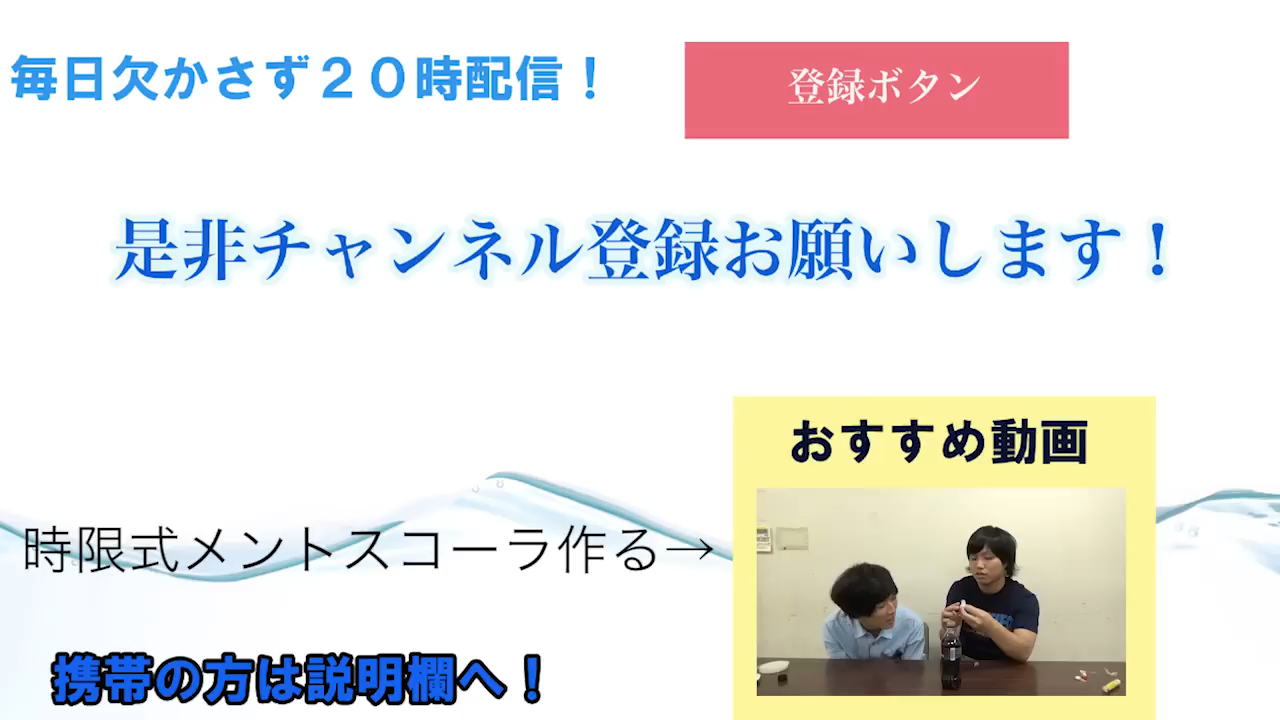 毎日欠かさず２０時配信！
登録ボタン
是非チャンネル登録お願いします！
おすすめ動画
時限式メントスコーラ作る→
携帯の方は説明欄へ！